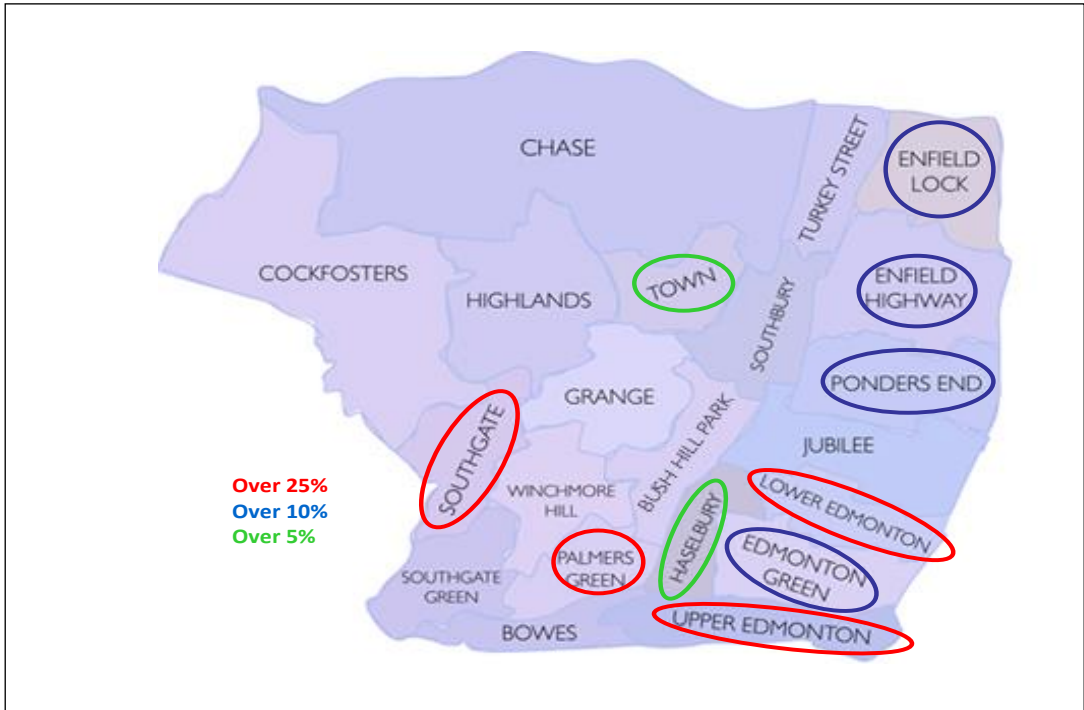 CHASE
TURKEY STREET
ENFIELD
LOCK
COCKFOSTERS
HIGHLANDS
TOWN
SOUTHBURY
ENFIELD
HIGHWAY
PONDERS END
GRANGE
SOUTHGATE
BUSH HILL PARK
JUBILEE
Over 25%
Over 10%
Over 5%
WINCHMORE
HILL
LOWER EDMONTON
HASELBURY
PALMERS
GREEN
EDMONTON
GREEN
SOUTHGATE
GREEN
BOWES
UPPER EDMONTON